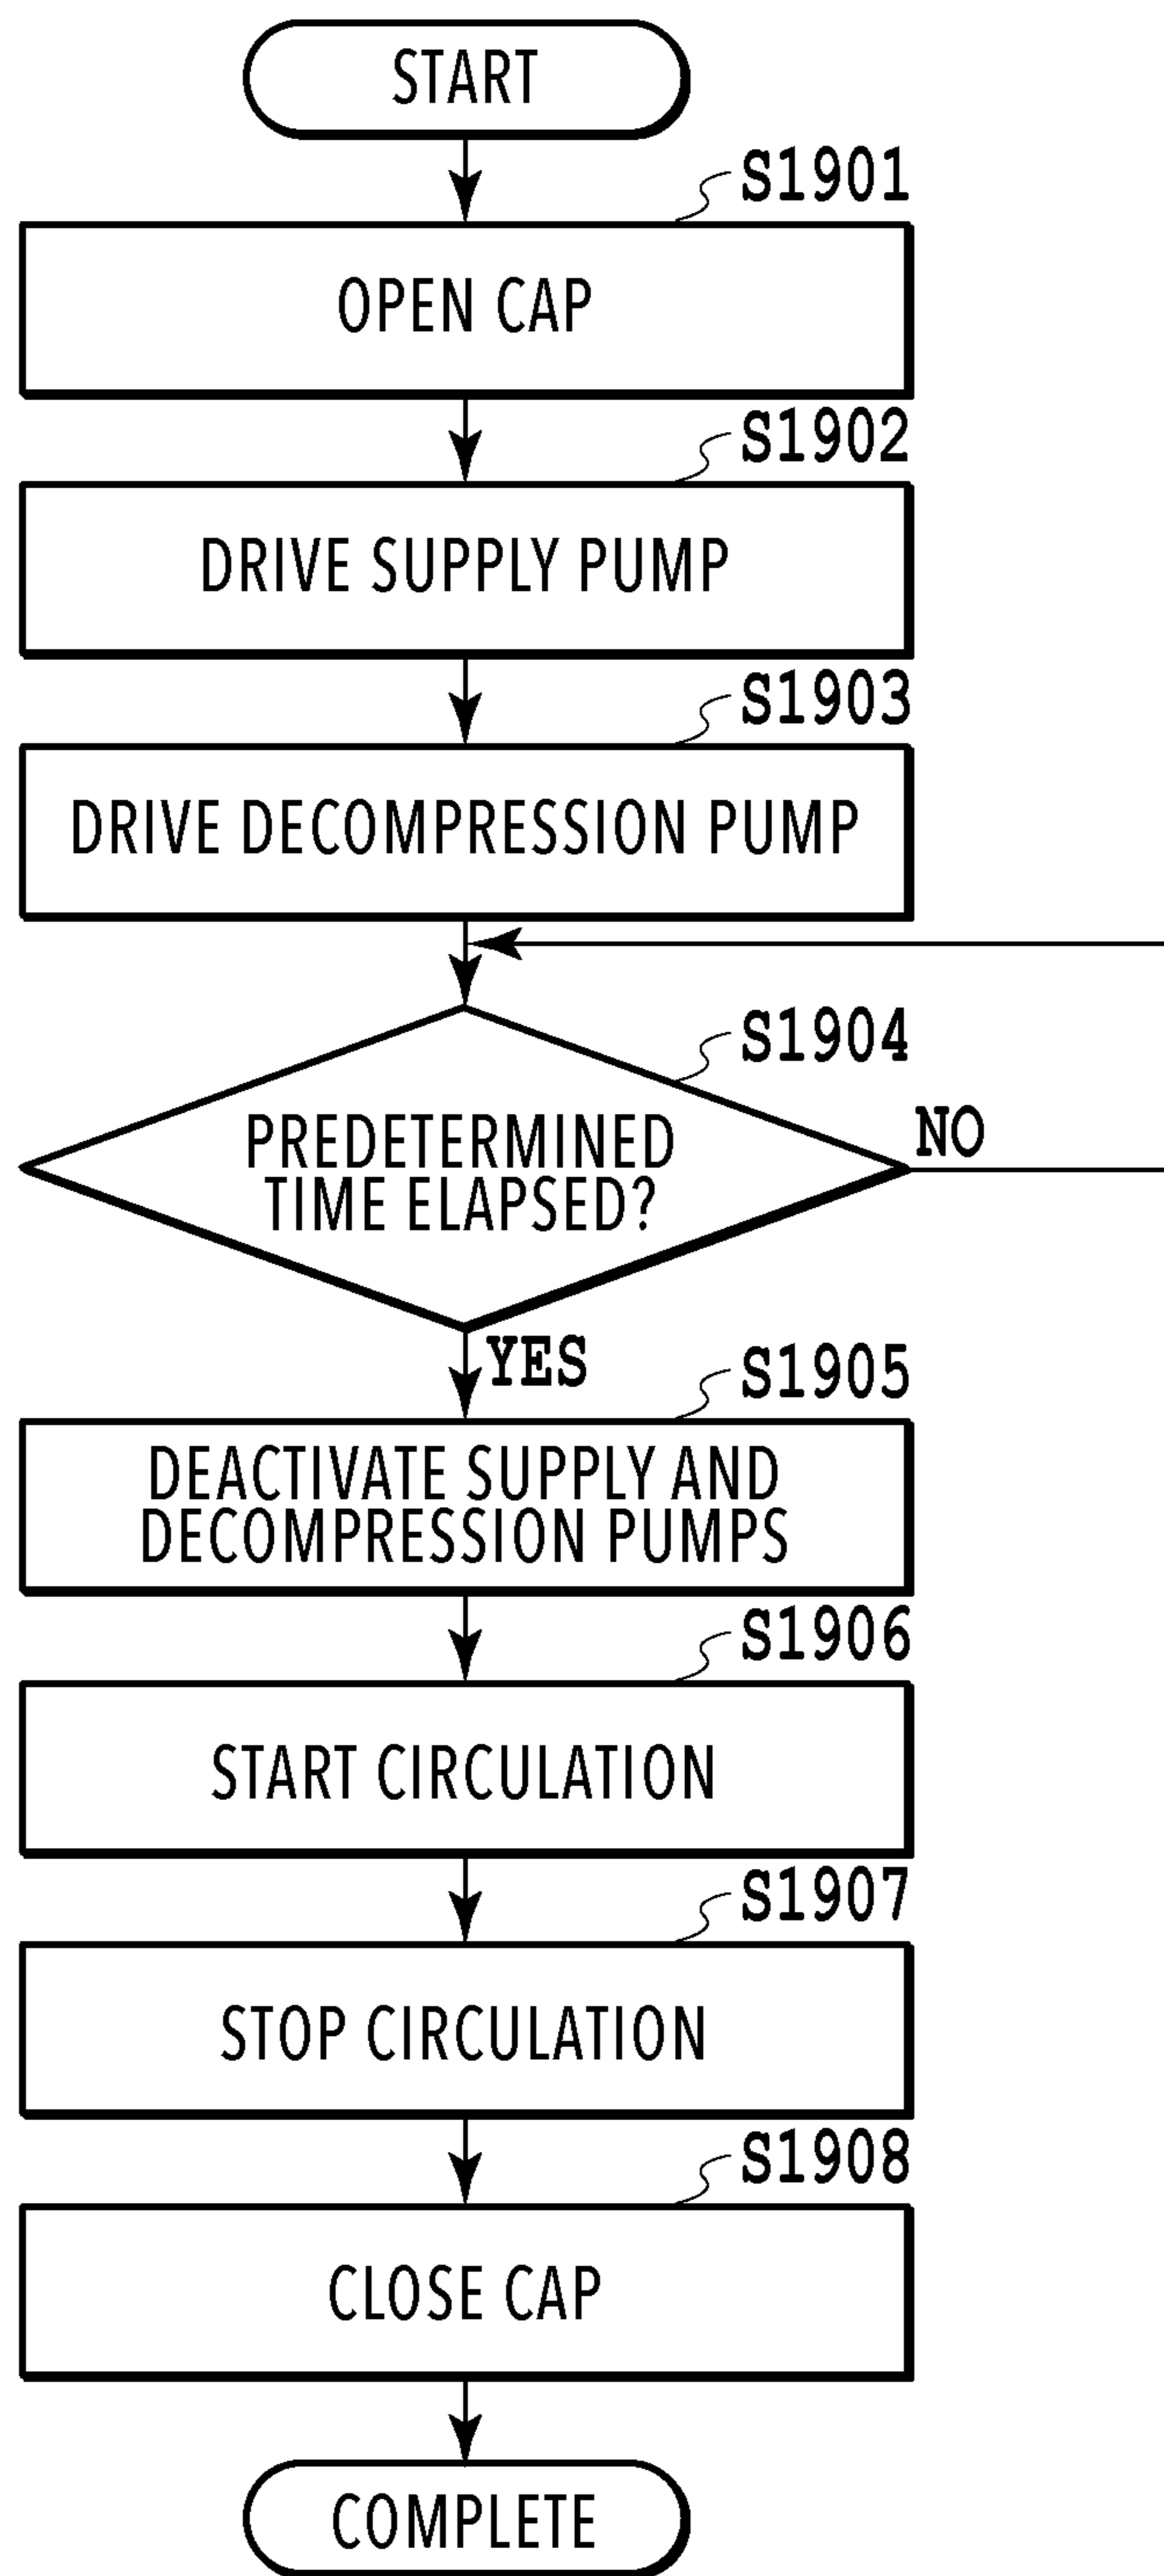 START
S1901
OPEN CAP
S1902
DRIVE SUPPLY PUMP
S1903
DRIVE DECOMPRESSION PUMP
S1904
PREDETERMINED
TIME ELAPSED?
NO
YES
S1905
DEACTIVATE SUPPLY AND
DECOMPRESSION PUMPS
S1906
START CIRCULATION
S1907
STOP CIRCULATION
S1908
CLOSE CAP
COMPLETE